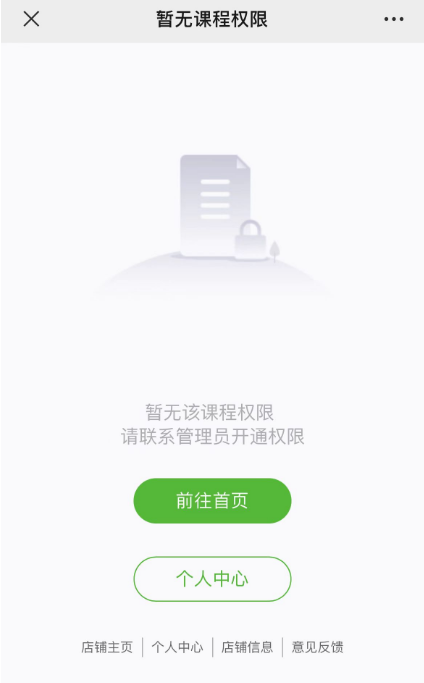 暂无课程权限
暂无该课程权限
请联系管理员开通权限
前往首页
个人中心
店铺主页 个人中心 店铺信息 意见反馈